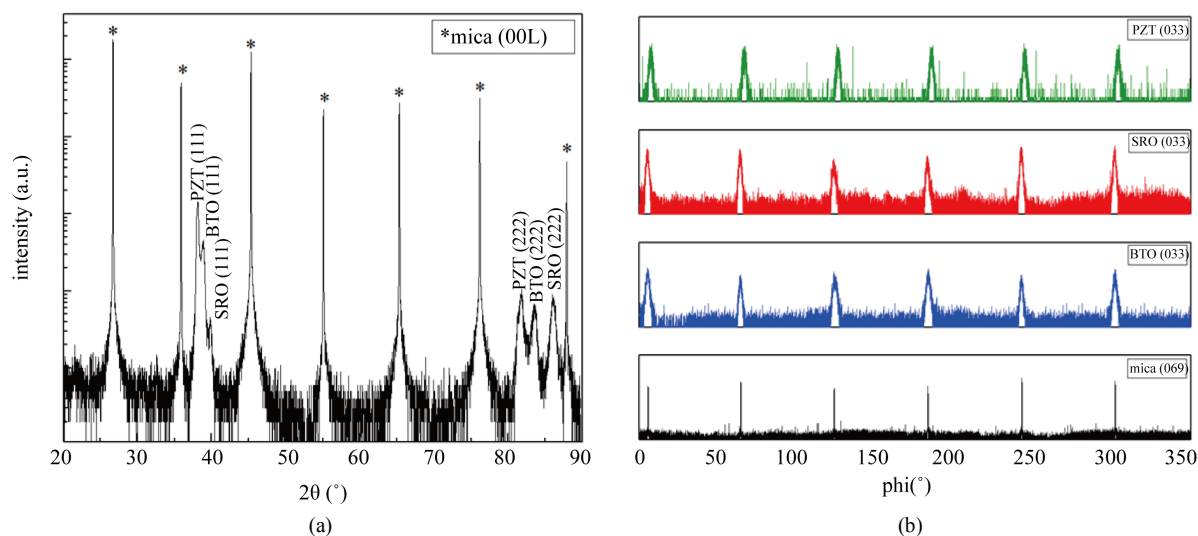 *mica (00L)
*
*
*
*
*
*
*
PZT (111)
BTO (111)
SRO (111)
PZT (222)
BTO (222)
SRO (222)
intensity (a.u.)
20 30 40 50 60 70 80 90
2θ (˚)
(a)
PZT (033)
SRO (033)
BTO (033)
mica (069)
0 50 100 150 200 250 300 350
phi(˚)
(b)